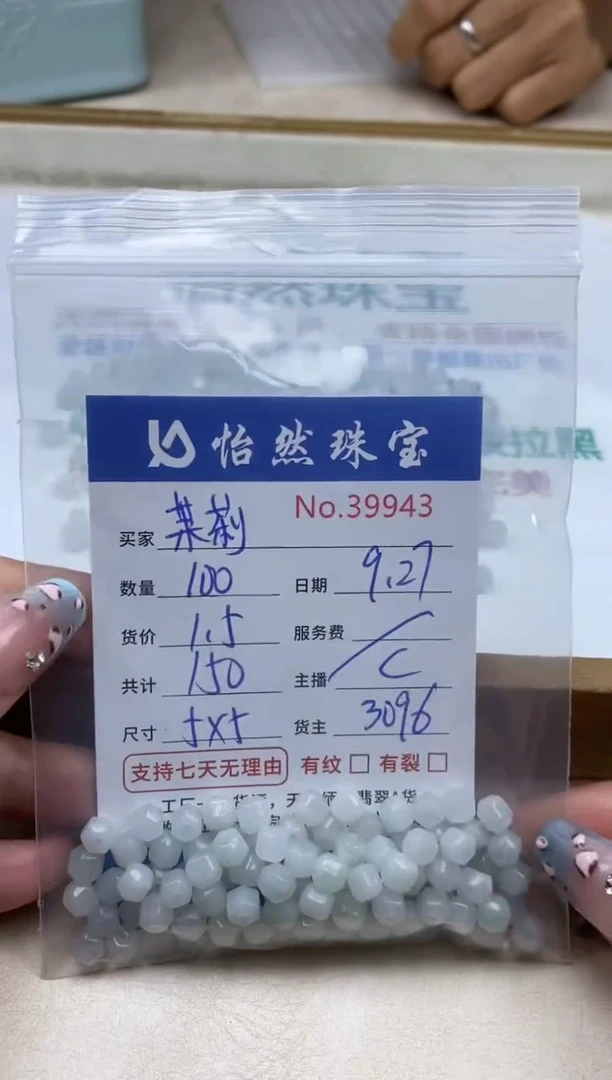 怡然珠宝
No.39943
买家 茉莉
数量 100 日期 9.27
货价 1.5 服务费 /
共计 150 主播 C
尺寸 5x5 货主 3096
支持七天无理由 有纹 □ 有裂 □